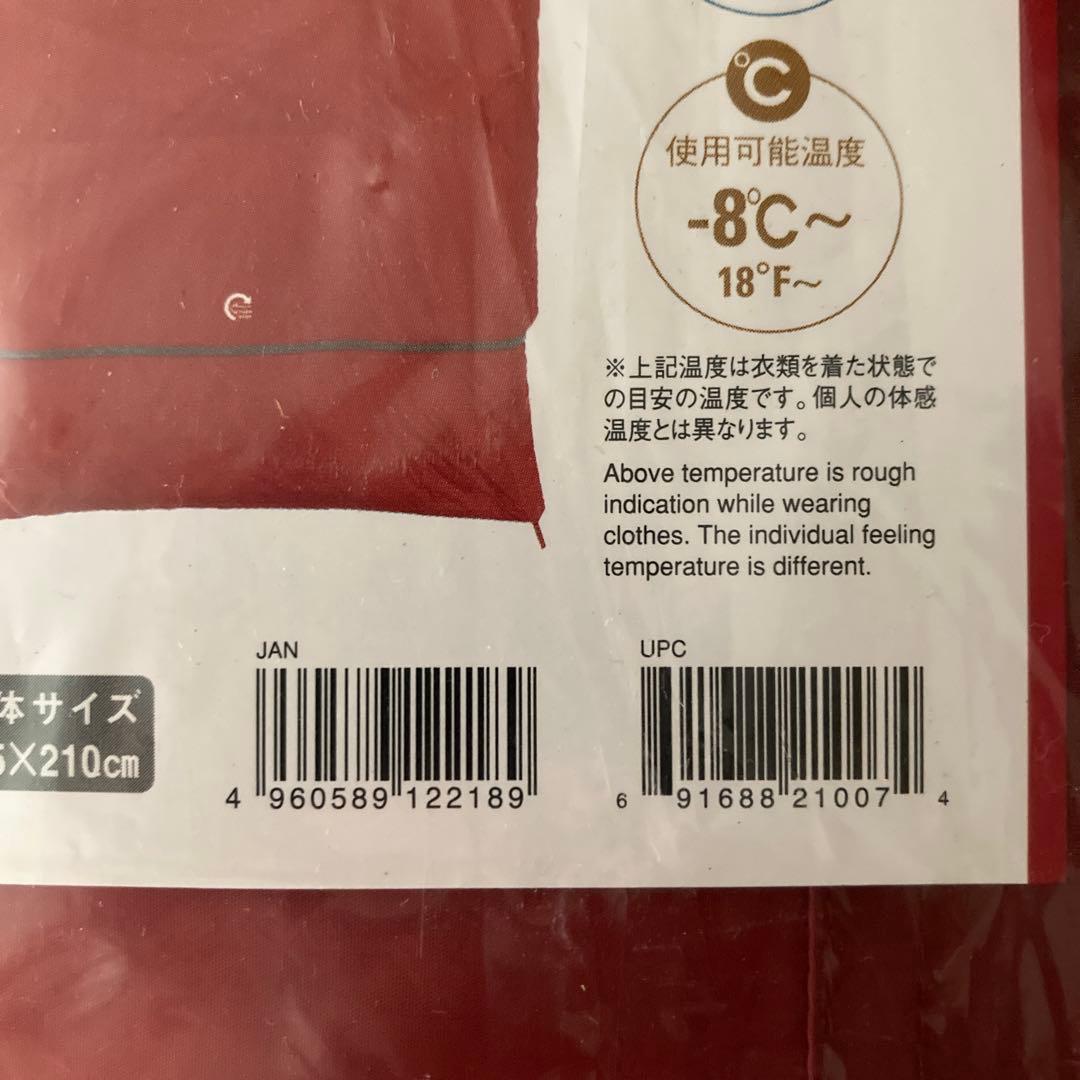 ℃
使用可能温度
-8℃～
18°F～
※上記温度は衣類を着た状態で
の目安の温度です。個人の体感
温度とは異なります。
Above temperature is rough
indication while wearing
clothes. The individual feeling
temperature is different.
JAN
UPC
体サイズ
5×210cm
4 960589 122189
6 91688 21007 4